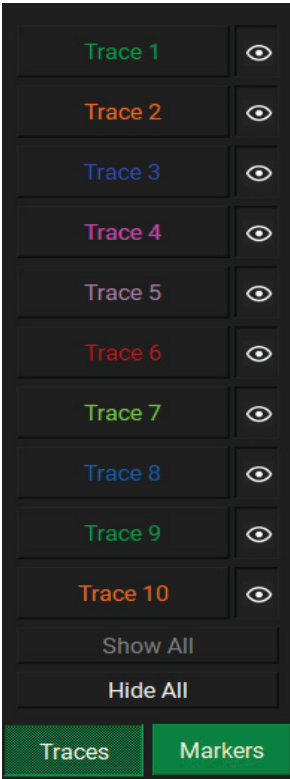 Trace 1
Trace 2
Trace 3
Trace 4
Trace 5
Trace 6
Trace 7
Trace 8
Trace 9
Trace 10
Show All
Hide All
Traces Markers